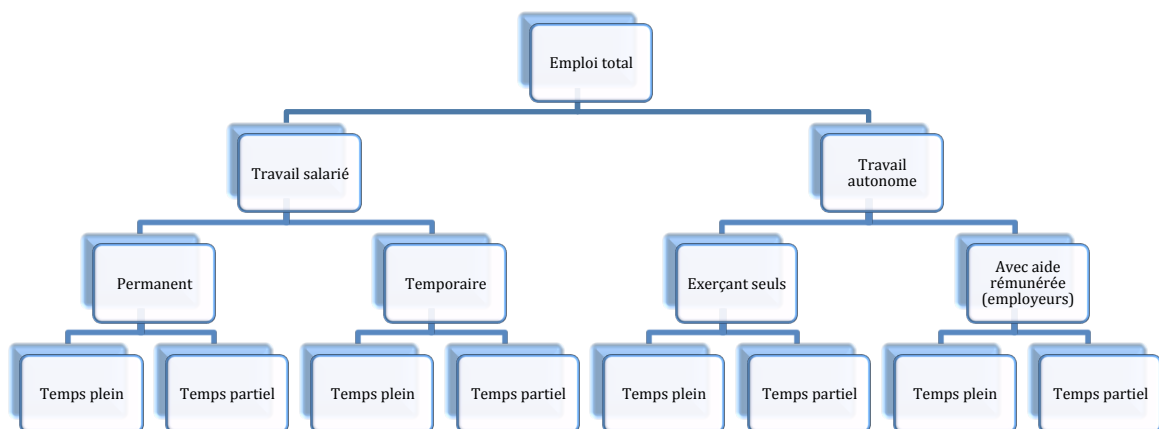 Emploi total
Travail salarié
Travail
autonome
Permanent
Temporaire
Exerçant seuls
Avec aide
rémunérée
(employeurs)
Temps plein
Temps partiel
Temps plein
Temps partiel
Temps plein
Temps partiel
Temps plein
Temps partiel